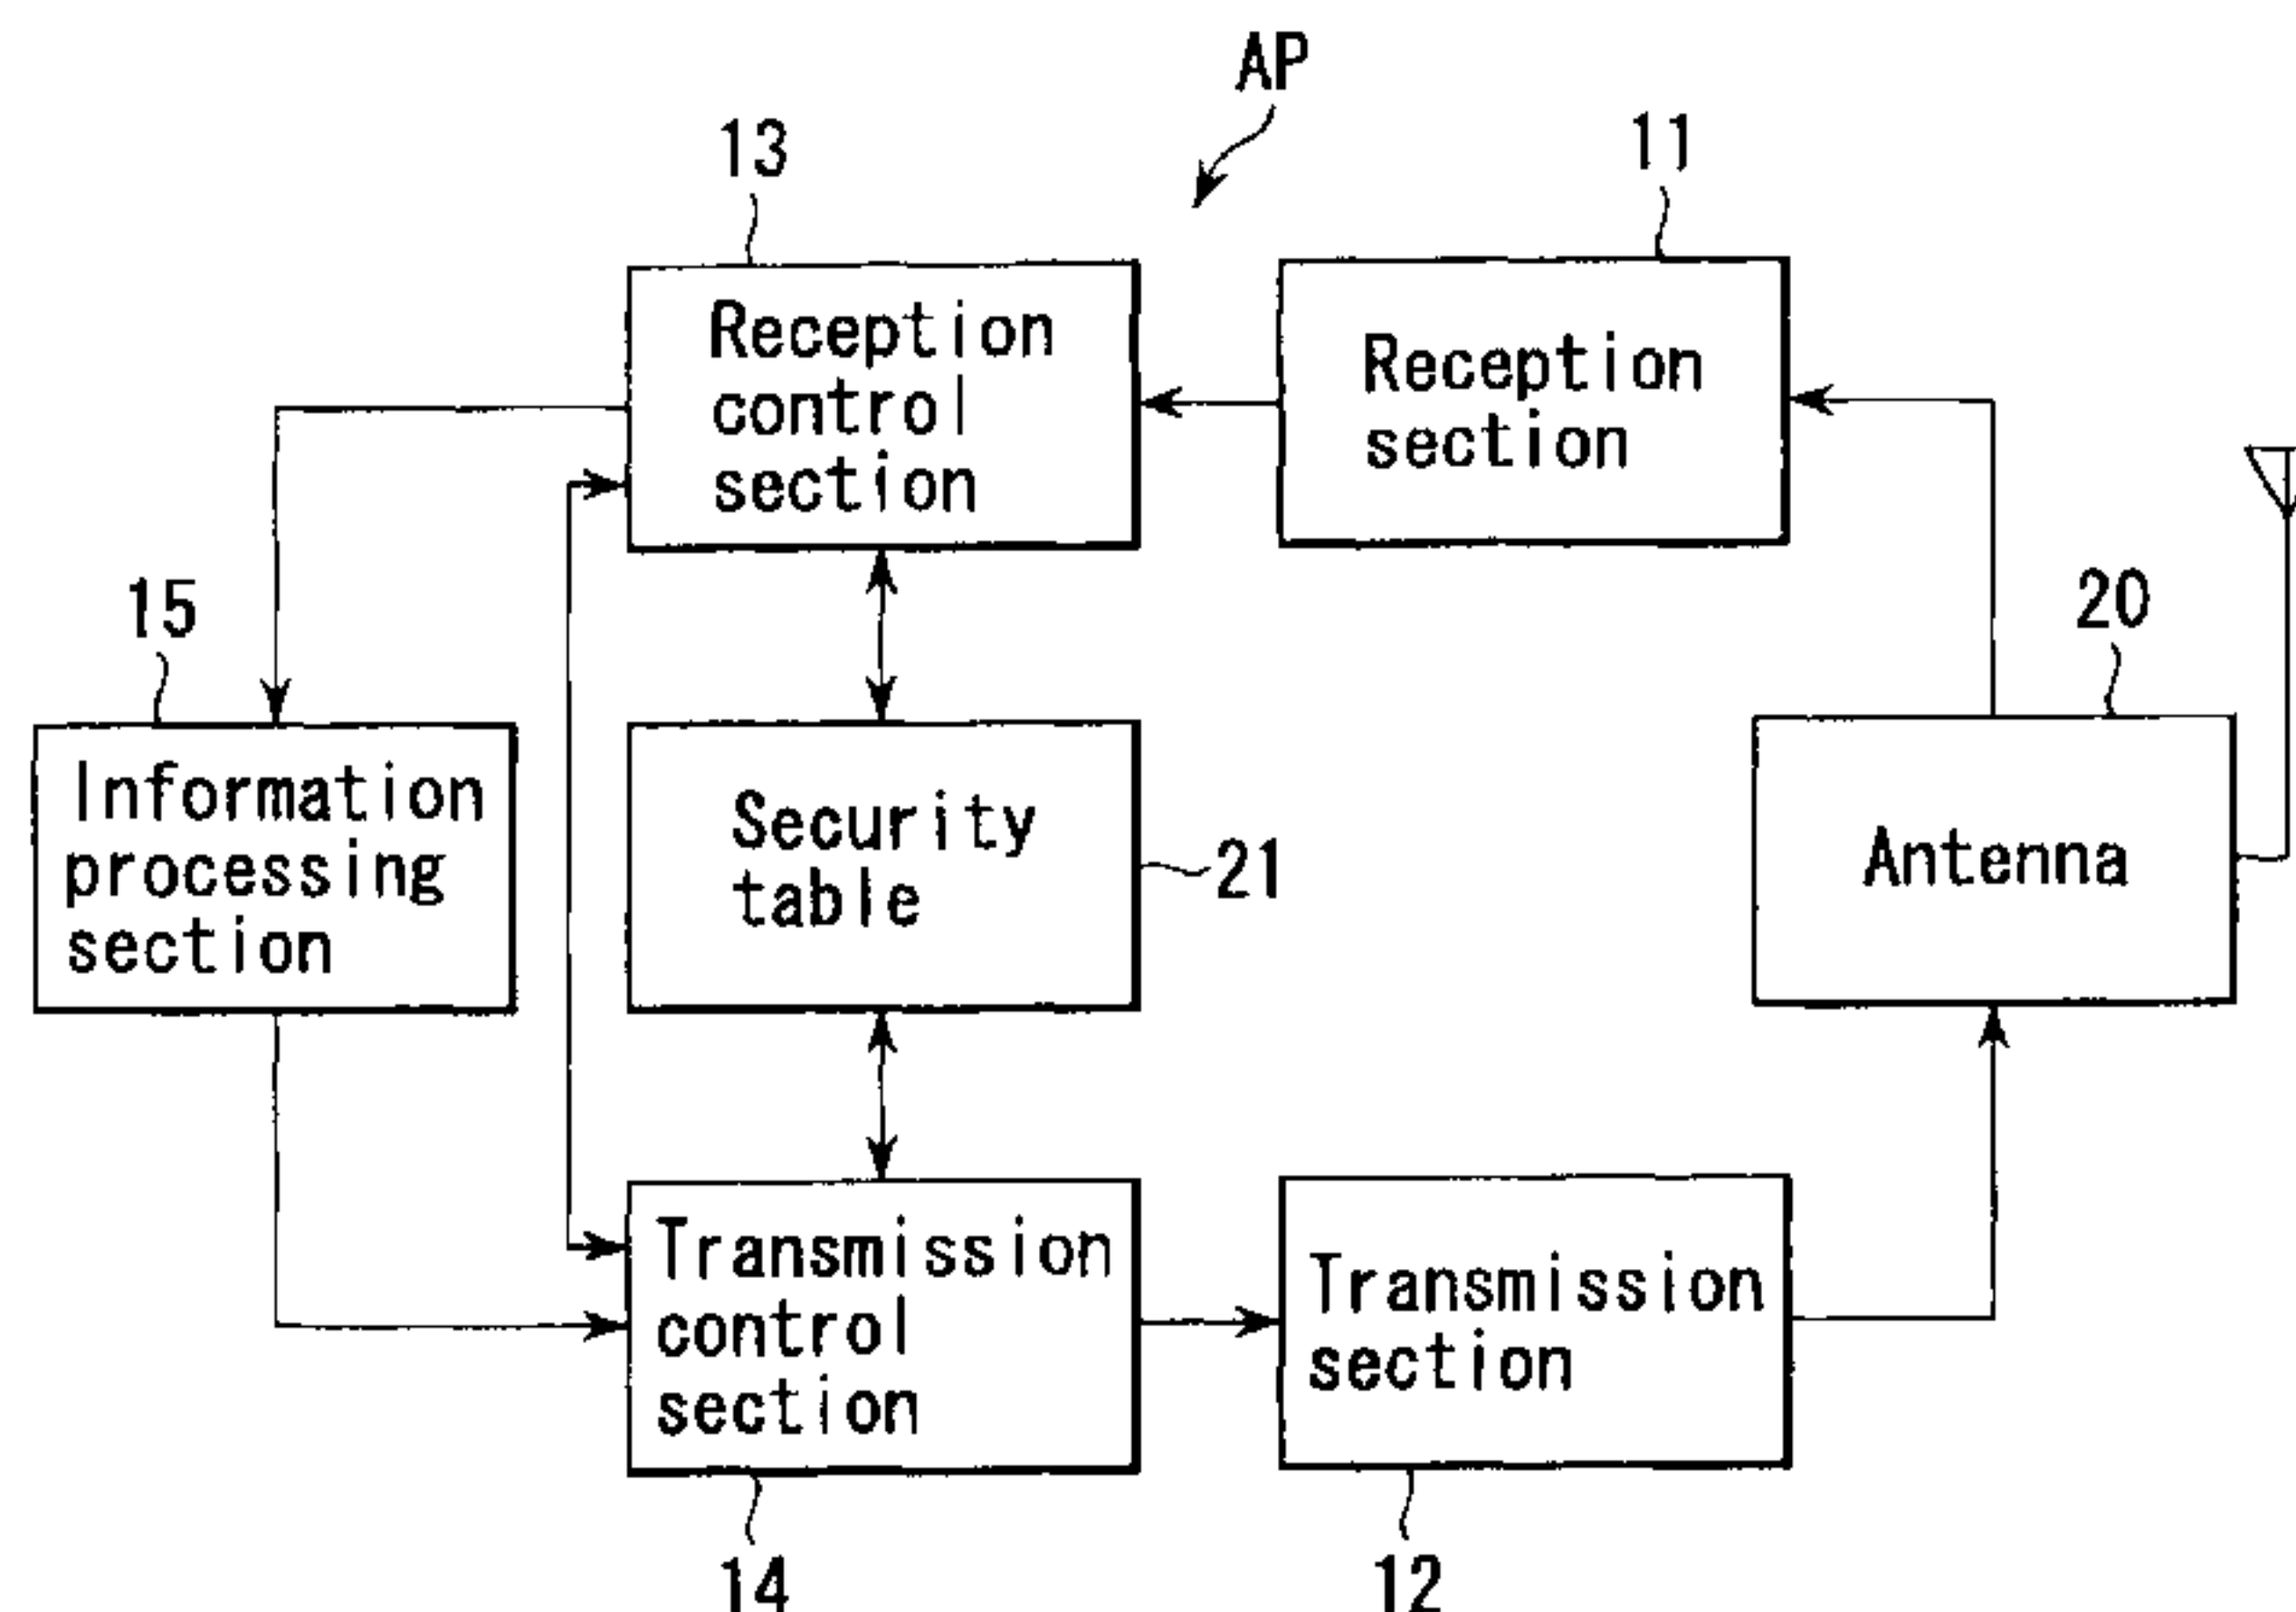 AP
13
11
Reception
control
section
Reception
section
15
20
Information
processing
section
Security
table
21
Antenna
Transmission
control
section
Transmission
section
14
12